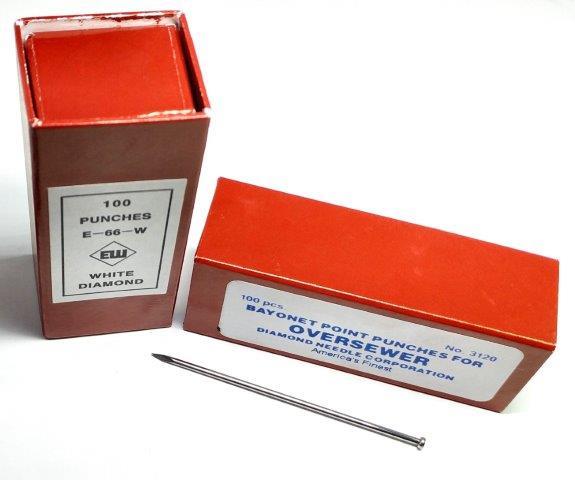 100
PUNCHES
E—66—W
EW
WHITE
DIAMOND
100 pcs No. 3120
BAYONET POINT PUNCHES FOR
OVERSEWER
DIAMOND NEEDLE CORPORATION
America's Finest